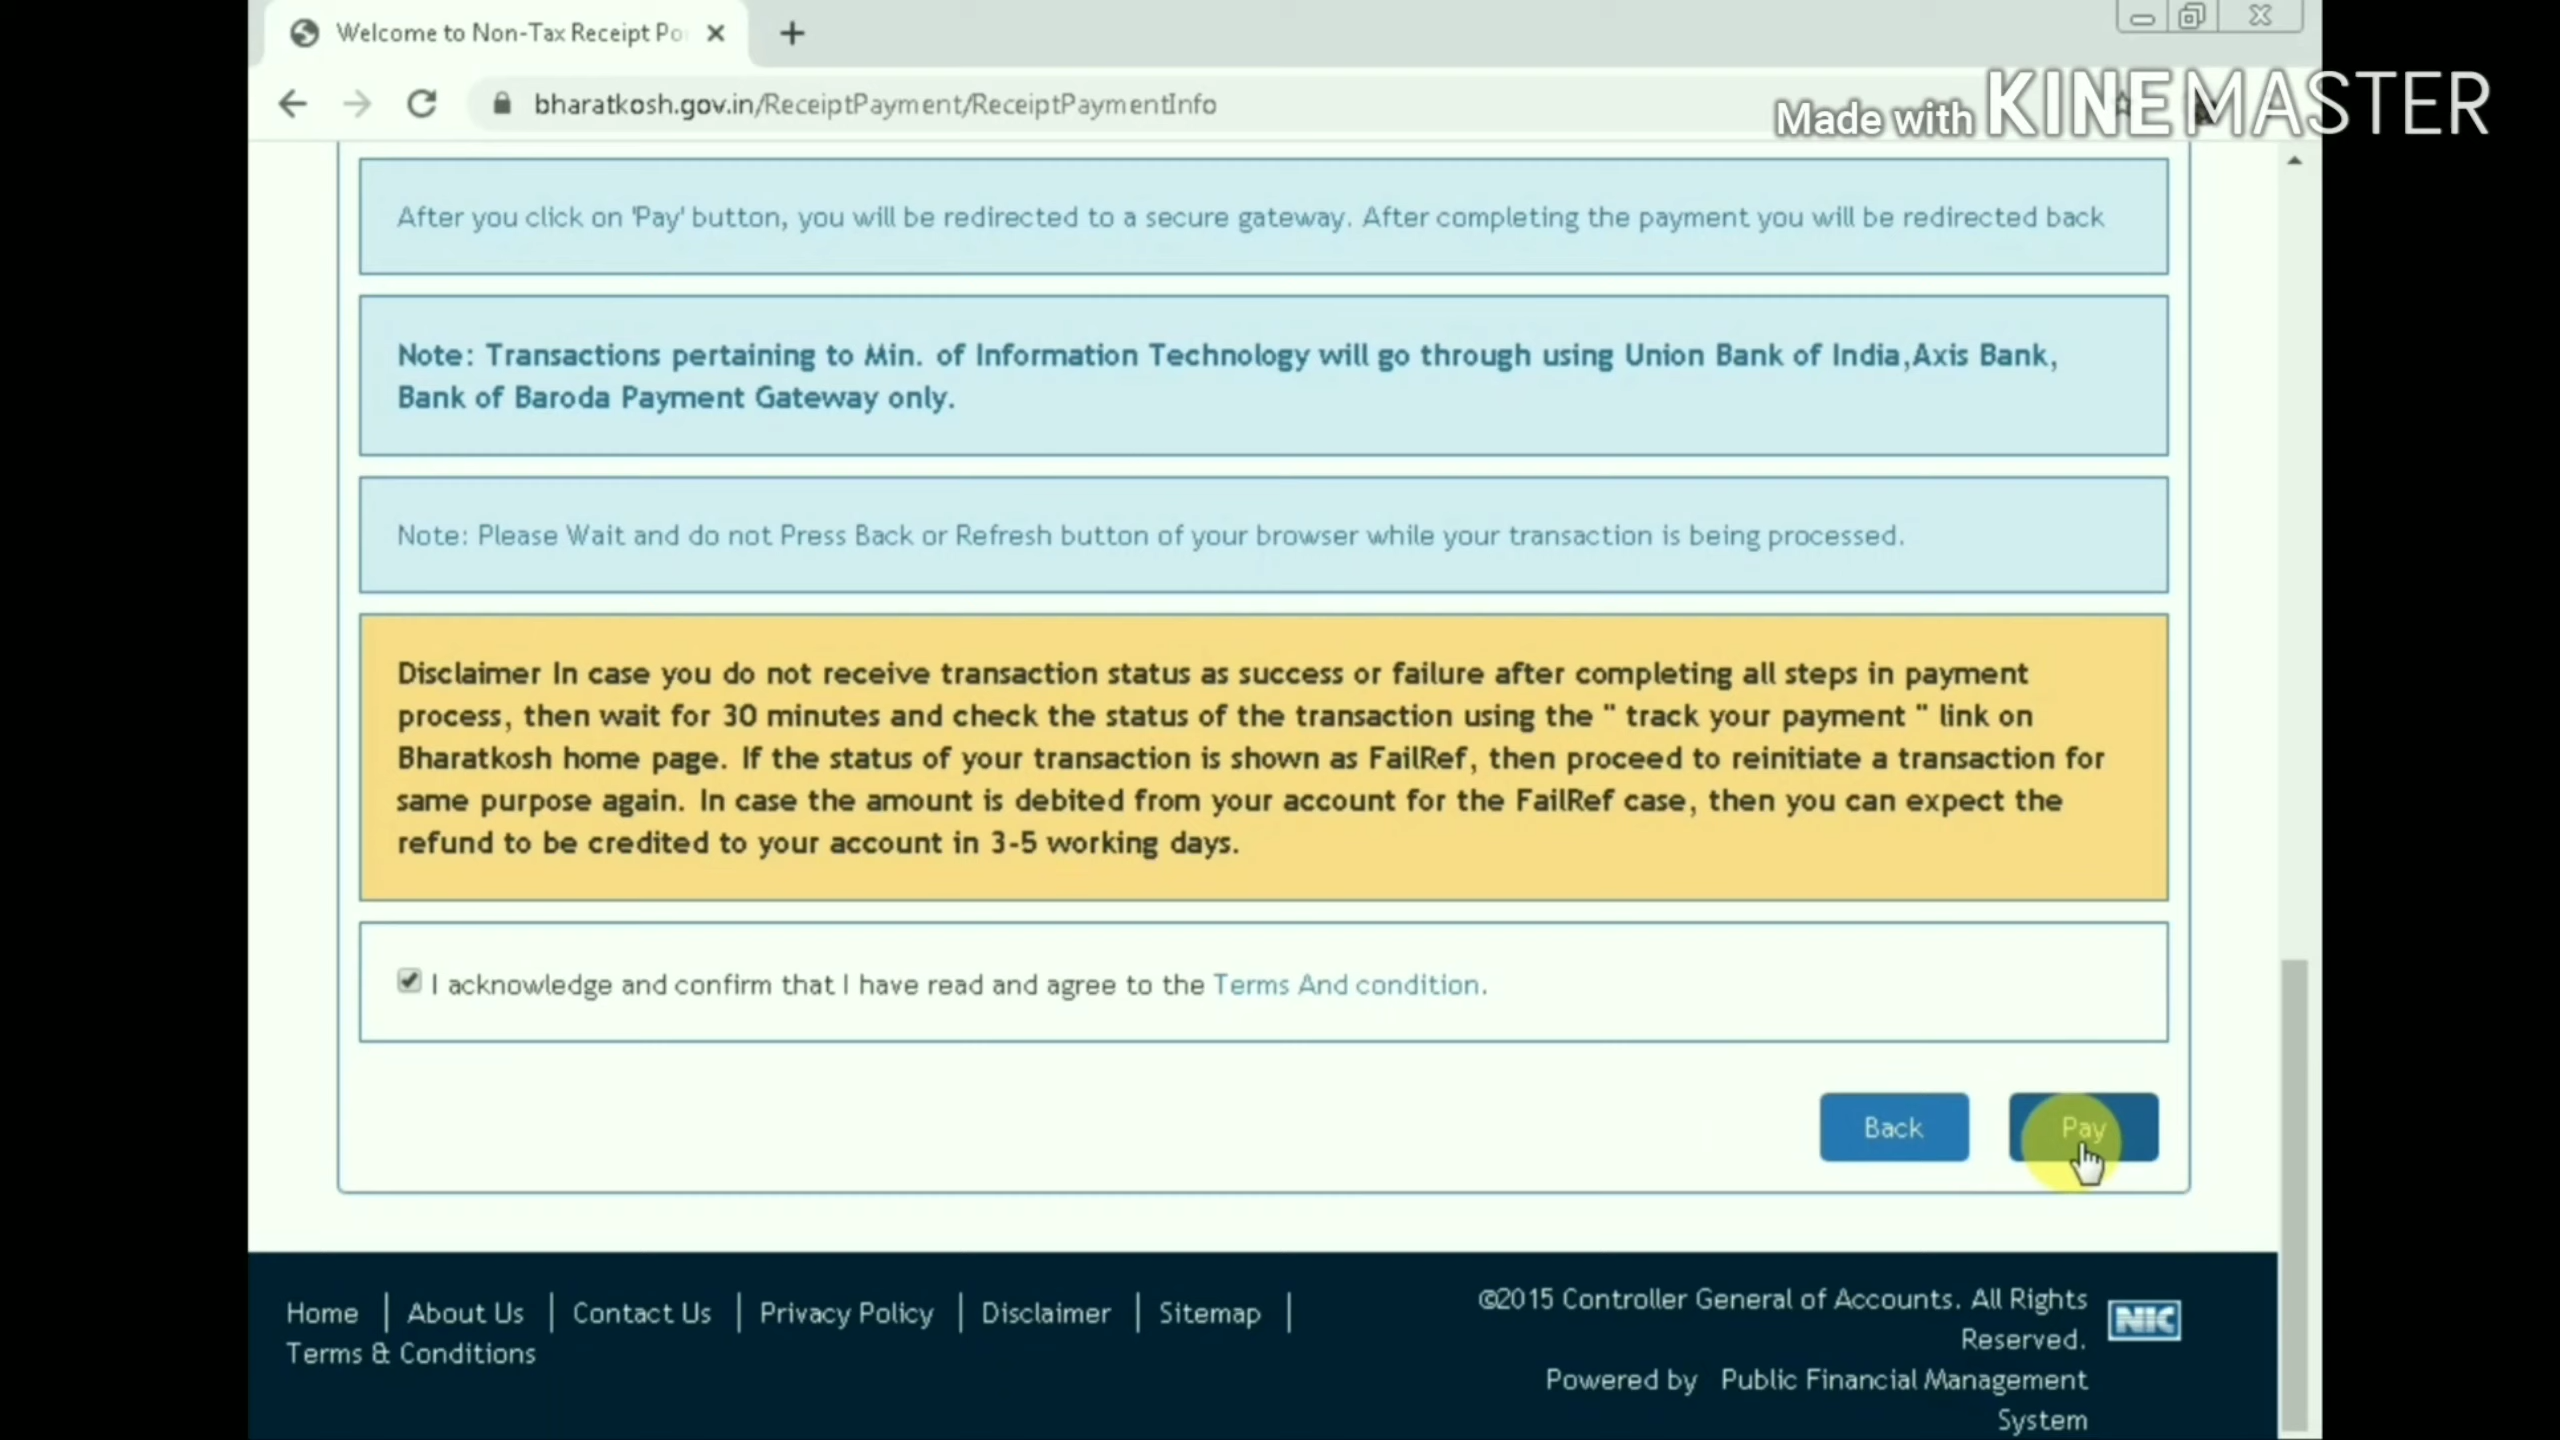 Welcome to Non-Tax Receipt Po
bharatkosh.gov.in/ReceiptPayment/ReceiptPaymentInfo
Made with KINEMASTER
After you click on 'Pay' button, you will be redirected to a secure gateway. After completing the payment you will be redirected back
Note: Transactions pertaining to Min. of Information Technology will go through using Union Bank of India,Axis Bank,
Bank of Baroda Payment Gateway only.
Note: Please Wait and do not Press Back or Refresh button of your browser while your transaction is being processed.
Disclaimer In case you do not receive transaction status as success or failure after completing all steps in payment
process, then wait for 30 minutes and check the status of the transaction using the " track your payment " link on
Bharatkosh home page. If the status of your transaction is shown as FailRef, then proceed to reinitiate a transaction for
same purpose again. In case the amount is debited from your account for the FailRef case, then you can expect the
refund to be credited to your account in 3-5 working days.
I acknowledge and confirm that I have read and agree to the Terms And condition.
Back
Pay
Home | About Us | Contact Us | Privacy Policy | Disclaimer | Sitemap |
Terms & Conditions
©2015 Controller General of Accounts. All Rights
Reserved.
Powered by Public Financial Management
System
NIC